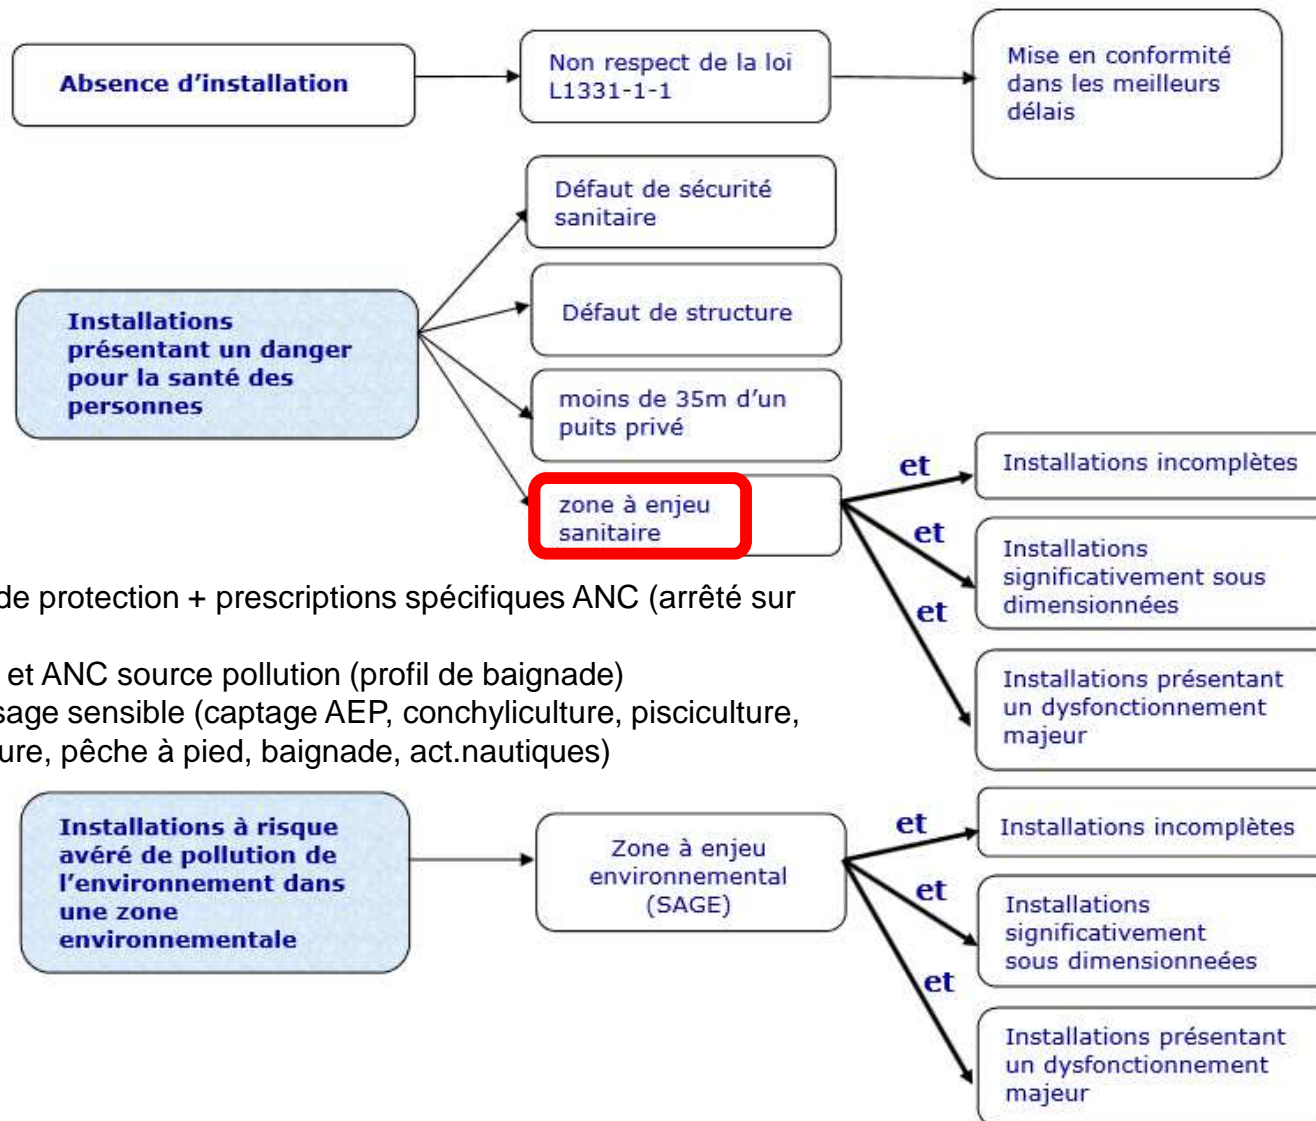 Absence d'installation
Non respect de la loi
L1331-1-1
Mise en conformité
dans les meilleurs
délais
Installations
présentant un danger
pour la santé des
personnes
Défaut de sécurité
sanitaire
Défaut de structure
moins de 35m d'un
puits privé
zone à enjeu
sanitaire
et
Installations incomplètes
et
Installations
significativement sous
dimensionnées
et
Installations présentant
un dysfonctionnement
majeur
de protection + prescriptions spécifiques ANC (arrêté sur
et ANC source pollution (profil de baignade)
sage sensible (captage AEP, conchyliculture, pisciculture,
ure, pêche à pied, baignade, act.nautiques)
Installations à risque
avéré de pollution de
l'environnement dans
une zone
environnementale
Zone à enjeu
environnemental
(SAGE)
et
Installations incomplètes
et
Installations
significativement
sous dimensionneées
et
Installations présentant
un dysfonctionnement
majeur